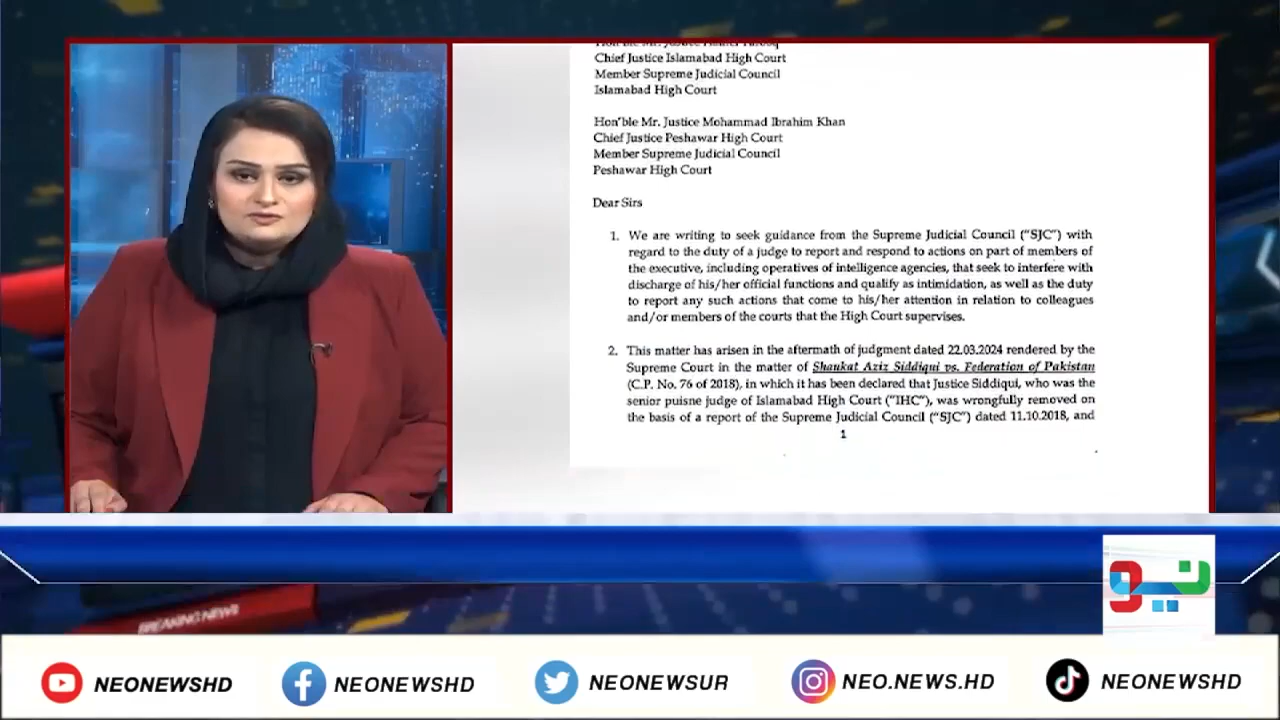 Chief Justice Islamabad High Court
Member Supreme Judicial Council
Islamabad High Court
Hon'ble Mr. Justice Mohammad Ibrahim Khan
Chief Justice Peshawar High Court
Member Supreme Judicial Council
Peshawar High Court
Dear Sirs
1. We are writing to seek guidance from the Supreme Judicial Council ("SJC") with
regard to the duty of a judge to report and respond to actions on part of members of
the executive, including operatives of intelligence agencies, that seek to interfere with
discharge of his/her official functions and qualify as intimidation, as well as the duty
to report any such actions that come to his/her attention in relation to colleagues
and/or members of the courts that the High Court supervises.
2. This matter has arisen in the aftermath of judgment dated 22.03.2024 rendered by the
Supreme Court in the matter of Shaukat Aziz Siddiqui vs. Federation of Pakistan
(C.P. No. 76 of 2018), in which it has been declared that Justice Siddiqui, who was the
senior puisne judge of Islamabad High Court ("IHC"), was wrongfully removed on
the basis of a report of the Supreme Judicial Council ("SJC") dated 11.10.2018, and
1
نیو
BREAKING NEWS
NEONEWSHD
NEONEWSHD
NEONEWSUR
NEO.NEWS.HD
NEONEWSHD